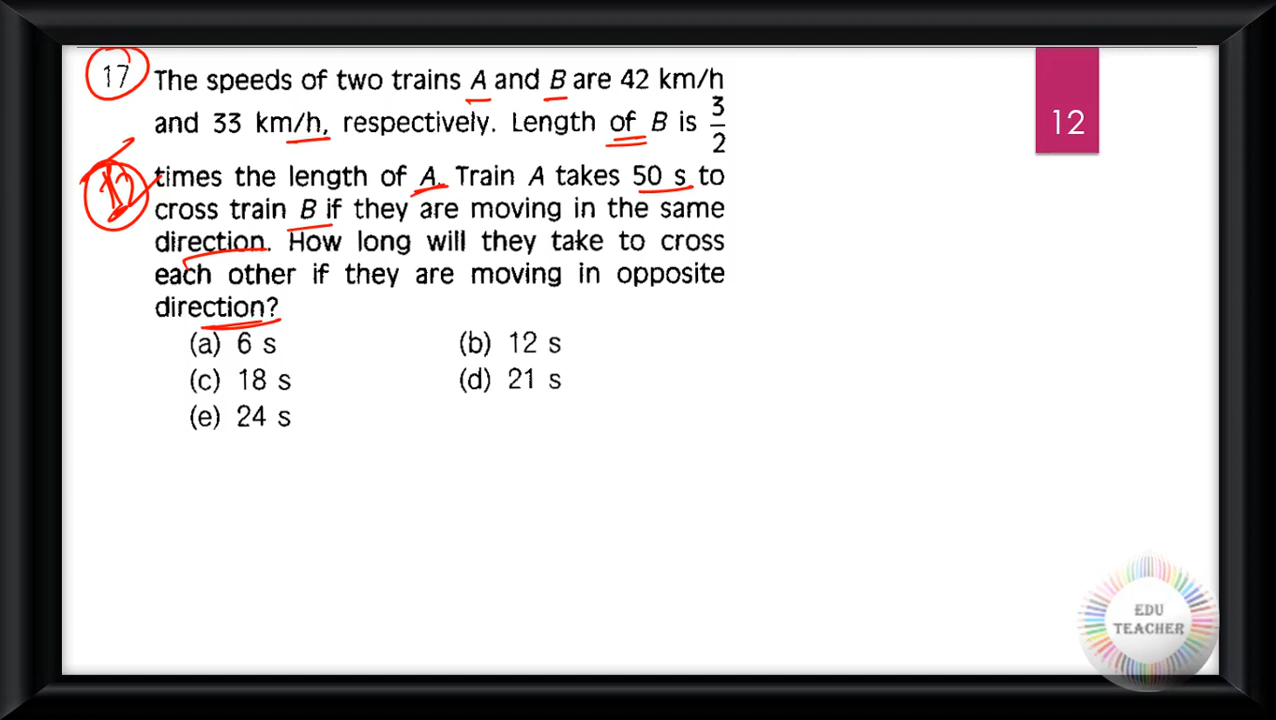 17 The speeds of two trains A and B are 42 km/h
and 33 km/h, respectively. Length of B is 3/2
times the length of A. Train A takes 50 s to
cross train B if they are moving in the same
direction. How long will they take to cross
each other if they are moving in opposite
direction?
(a) 6 s (b) 12 s
(c) 18 s (d) 21 s
(e) 24 s
12
EDU
TEACHER